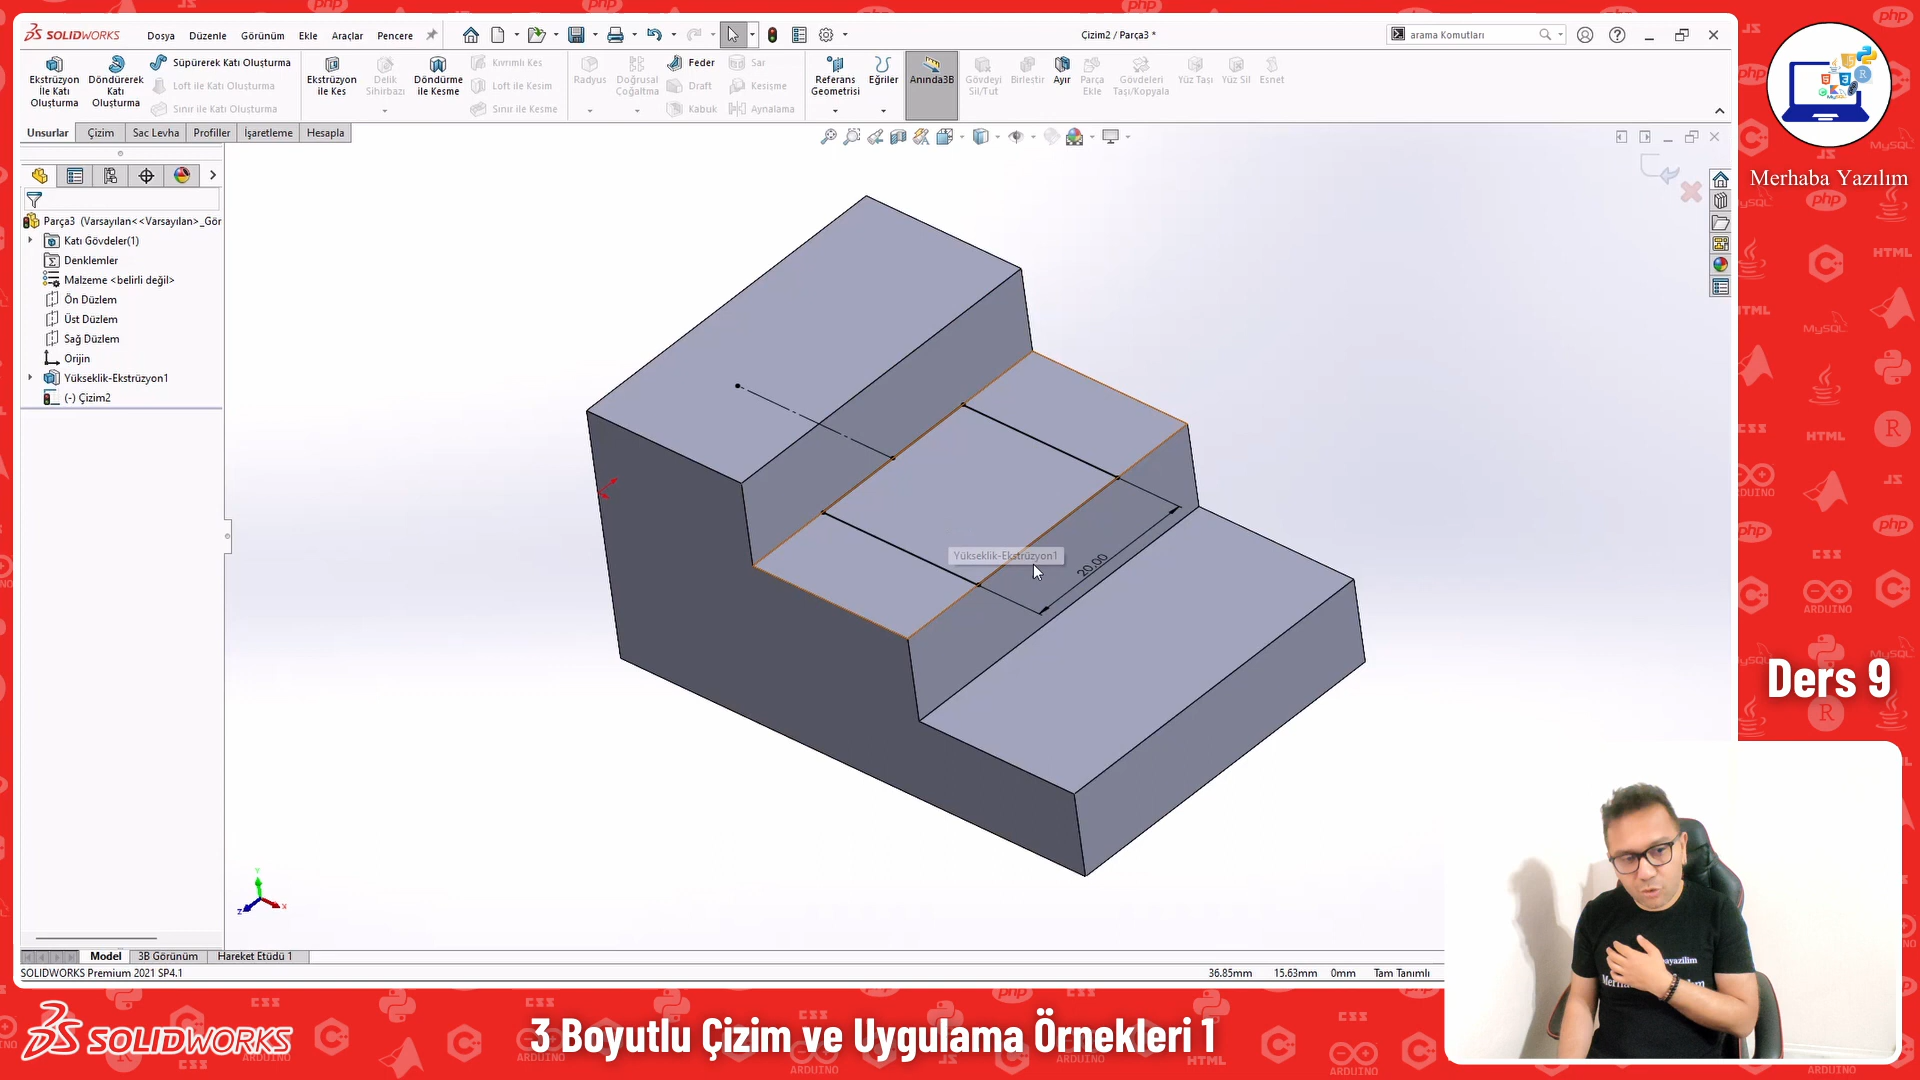 SOLIDWORKS
Dosya Düzenle Görünüm Ekle Araçlar Pencere
Çizim2 / Parça3 *
arama Komutları
Ekstrüzyon İle Katı Oluşturma
Döndürerek Katı Oluşturma
Süpürerek Katı Oluşturma
Loft ile Katı Oluşturma
Sınır ile Katı Oluşturma
Ekstrüzyon ile Kes
Delik Sihirbazı
Döndürme ile Kesme
Kıvrımlı Kes
Loft ile Kesim
Sınır ile Kesme
Radyus
Doğrusal Çoğaltma
Feder
Draft
Kabuk
Sar
Kesişme
Aynalama
Referans Geometrisi
Eğriler
Anında3B
Gövdeyi Sil/Tut
Birleştir
Ayır
Parça Ekle
Gövdeleri Taşı/Kopyala
Yüz Taşı
Yüz Sil
Esnet
Unsurlar Çizim Sac Levha Profiller İşaretleme Hesapla
Parça3 (Varsayılan<<Varsayılan>_Gör
Katı Gövdeler(1)
Denklemler
Malzeme <belirli değil>
Ön Düzlem
Üst Düzlem
Sağ Düzlem
Orijin
Yükseklik-Ekstrüzyon1
(-) Çizim2
Yükseklik-Ekstrüzyon1
20,00
Y
X
Z
Model 3B Görünüm Hareket Etüdü 1
SOLIDWORKS Premium 2021 SP4.1
36.85mm 15.63mm 0mm Tam Tanımlı
Merhaba Yazılım
Ders 9
SOLIDWORKS
3 Boyutlu Çizim ve Uygulama Örnekleri 1